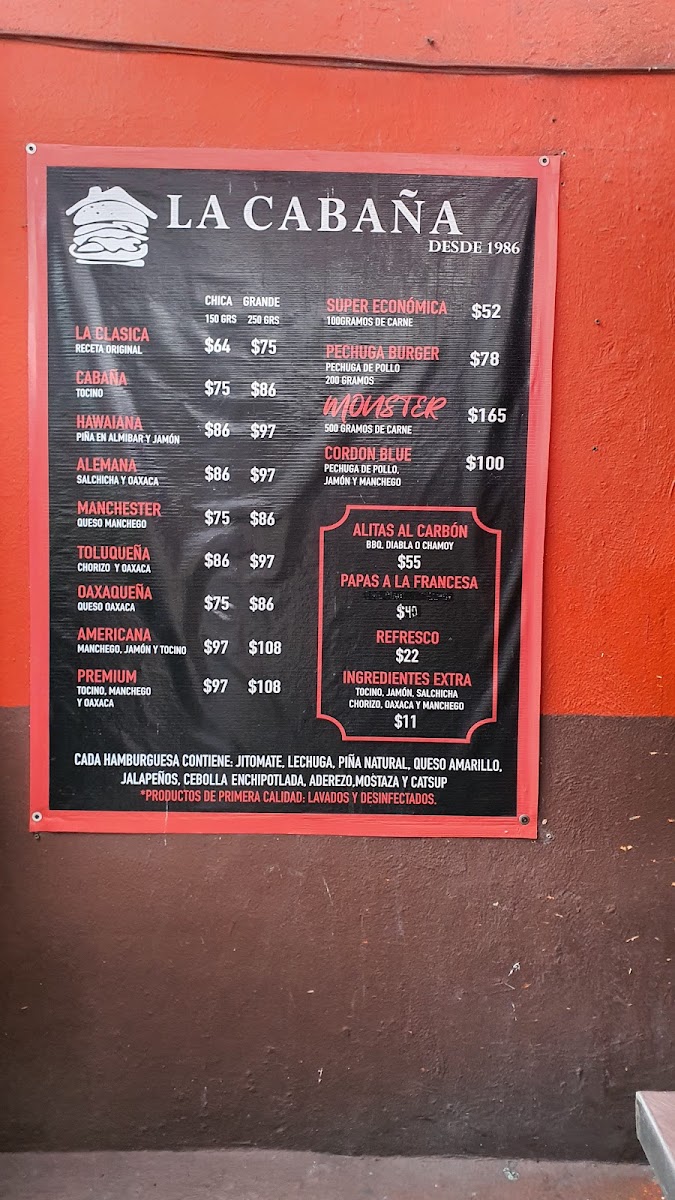 LA CABAÑA
DESDE 1986
CHICA GRANDE
150 GRS 250 GRS
LA CLASICA
RECETA ORIGINAL
$64 $75
CABAÑA
TOCINO
$75 $86
HAWAIANA
PIÑA EN ALMIBAR Y JAMÓN
$86 $97
ALEMANA
SALCHICHA Y OAXACA
$86 $97
MANCHESTER
QUESO MANCHEGO
$75 $86
TOLUQUEÑA
CHORIZO Y OAXACA
$86 $97
OAXAQUEÑA
QUESO OAXACA
$75 $86
AMERICANA
MANCHEGO, JAMÓN Y TOCINO
$97 $108
PREMIUM
TOCINO, MANCHEGO
Y OAXACA
$97 $108
SUPER ECONÓMICA
100GRAMOS DE CARNE
$52
PECHUGA BURGER
PECHUGA DE POLLO
200 GRAMOS
$78
MONSTER
500 GRAMOS DE CARNE
$165
CORDON BLUE
PECHUGA DE POLLO,
JAMÓN Y MANCHEGO
$100
ALITAS AL CARBÓN
BBQ, DIABLA O CHAMOY
$55
PAPAS A LA FRANCESA
$40
REFRESCO
$22
INGREDIENTES EXTRA
TOCINO, JAMÓN, SALCHICHA
CHORIZO, OAXACA Y MANCHEGO
$11
CADA HAMBURGUESA CONTIENE: JITOMATE, LECHUGA, PIÑA NATURAL, QUESO AMARILLO,
JALAPEÑOS, CEBOLLA ENCHIPOTLADA, ADEREZO,MOSTAZA Y CATSUP
*PRODUCTOS DE PRIMERA CALIDAD: LAVADOS Y DESINFECTADOS.